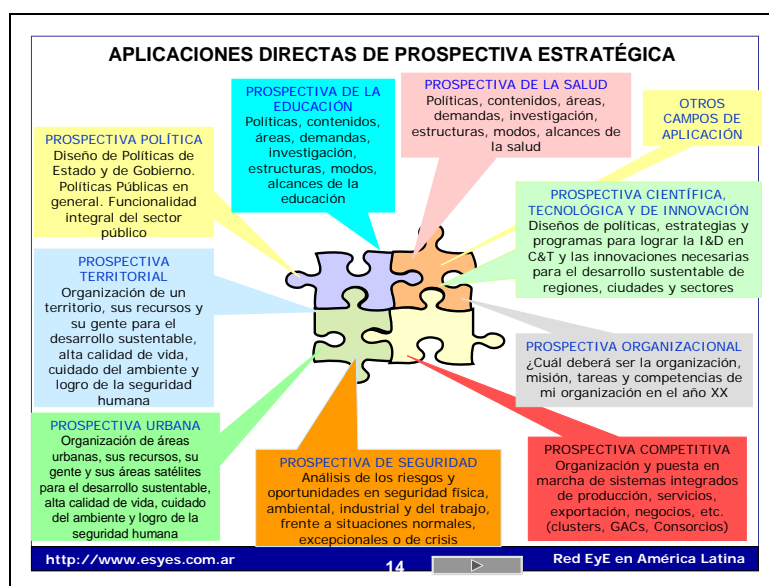 APLICACIONES DIRECTAS DE PROSPECTIVA ESTRATÉGICA
PROSPECTIVA DE LA
EDUCACIÓN
Políticas, contenidos,
áreas, demandas,
investigación,
estructuras, modos,
alcances de la
educación
PROSPECTIVA DE LA SALUD
Políticas, contenidos, áreas,
demandas, investigación,
estructuras, modos, alcances de
la salud
OTROS
CAMPOS DE
APLICACIÓN
PROSPECTIVA POLÍTICA
Diseño de Políticas de
Estado y de Gobierno.
Políticas Públicas en
general. Funcionalidad
integral del sector
público
PROSPECTIVA CIENTÍFICA,
TECNOLÓGICA Y DE INNOVACIÓN
Diseños de políticas, estrategias y
programas para lograr la I&D en
C&T y las innovaciones necesarias
para el desarrollo sustentable de
regiones, ciudades y sectores
PROSPECTIVA
TERRITORIAL
Organización de un
territorio, sus recursos y
su gente para el
desarrollo sustentable,
alta calidad de vida,
cuidado del ambiente y
logro de la seguridad
humana
PROSPECTIVA ORGANIZACIONAL
¿Cuál deberá ser la organización,
misión, tareas y competencias de
mi organización en el año XX
PROSPECTIVA URBANA
Organización de áreas
urbanas, sus recursos, su
gente y sus áreas satélites
para el desarrollo sustentable,
alta calidad de vida, cuidado
del ambiente y logro de la
seguridad humana
PROSPECTIVA DE SEGURIDAD
Análisis de los riesgos y
oportunidades en seguridad física,
ambiental, industrial y del trabajo,
frente a situaciones normales,
excepcionales o de crisis
PROSPECTIVA COMPETITIVA
Organización y puesta en
marcha de sistemas integrados
de producción, servicios,
exportación, negocios, etc.
(clusters, GACs, Consorcios)
http://www.esyes.com.ar
14
Red EyE en América Latina